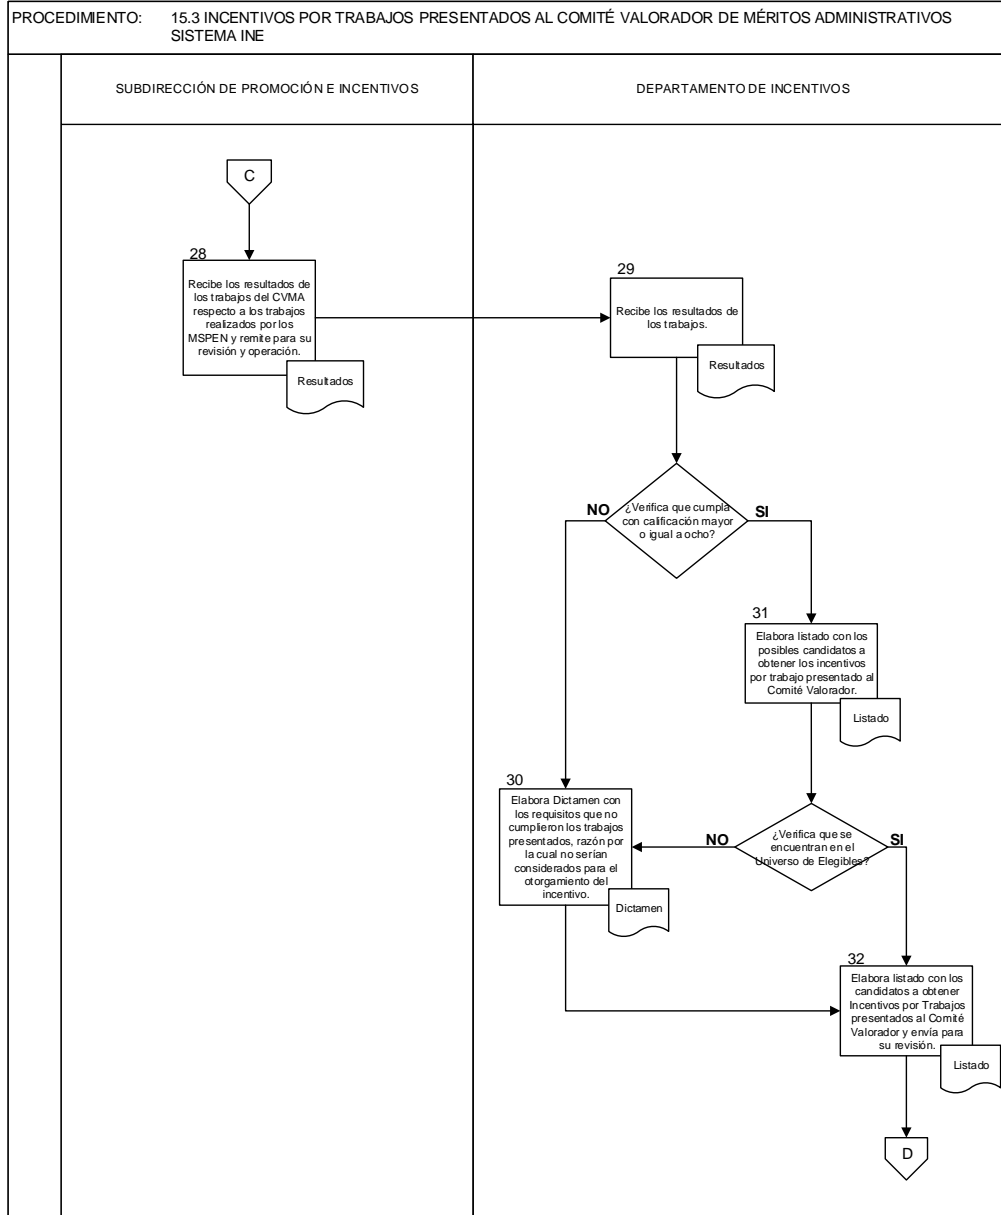 PROCEDIMIENTO: 15.3 INCENTIVOS POR TRABAJOS PRESENTADOS AL COMITÉ VALORADOR DE MÉRITOS ADMINISTRATIVOS
SISTEMA INE
SUBDIRECCIÓN DE PROMOCIÓN E INCENTIVOS
DEPARTAMENTO DE INCENTIVOS
C
28
Recibe los resultados de
los trabajos del CVMA
respecto a los trabajos
realizados por los
MSPEN y remite para su
revisión y operación.
Resultados
29
Recibe los resultados de
los trabajos.
Resultados
¿Verifica que cumpla
con calificación mayor
o igual a ocho?
NO
SI
31
Elabora listado con los
posibles candidatos a
obtener los incentivos
por trabajo presentado al
Comité Valorador.
Listado
30
Elabora Dictamen con
los requisitos que no
cumplieron los trabajos
presentados, razón por
la cual no serían
considerados para el
otorgamiento del
incentivo.
Dictamen
¿Verifica que se
encuentran en el
Universo de Elegibles?
NO
SI
32
Elabora listado con los
candidatos a obtener
Incentivos por Trabajos
presentados al Comité
Valorador y envía para
su revisión.
Listado
D